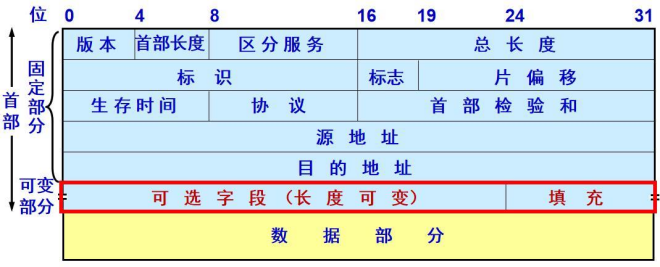 位 0 4 8 16 19 24 31
版本 首部长度 区分服务 总长度
标识 标志 片偏移
生存时间 协议 首部检验和
源地址
目的地址
可选字段（长度可变） 填充
数据部分
首部
固定部分
可变部分